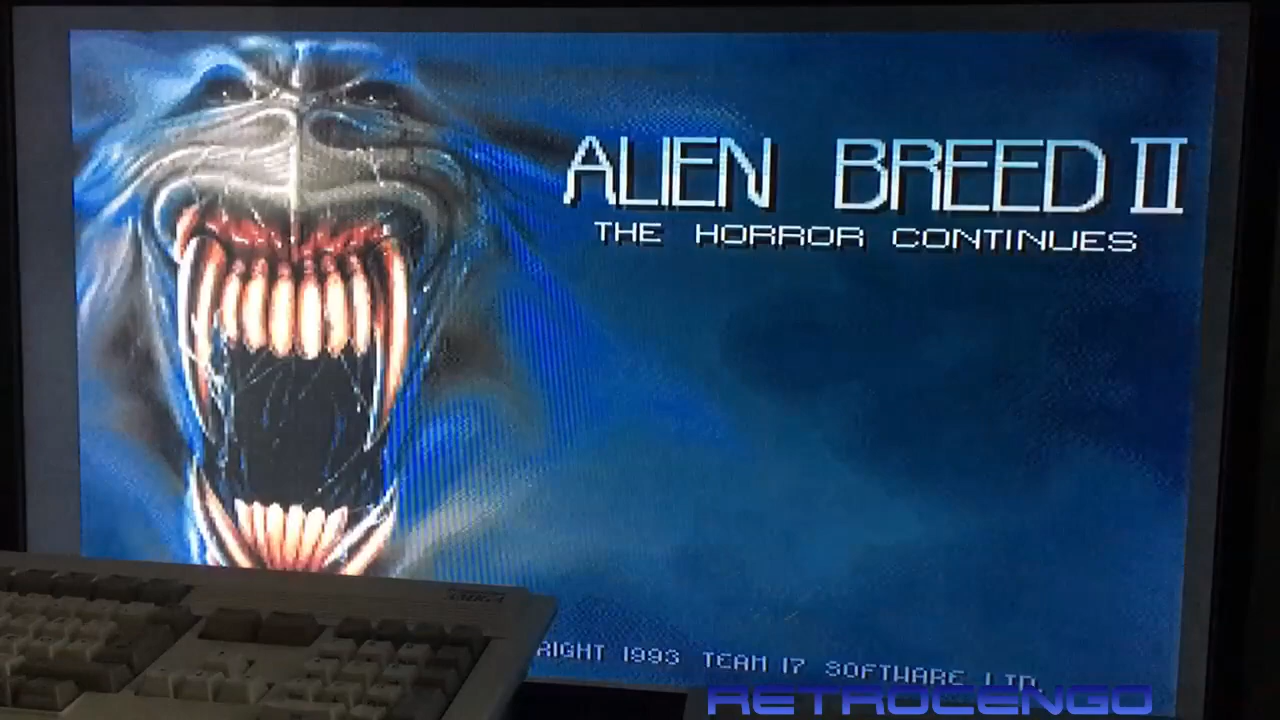 ALIEN BREED II
THE HORROR CONTINUES
RIGHT 1993 TEAM 17 SOFTWARE LTD.
RETROCENGO